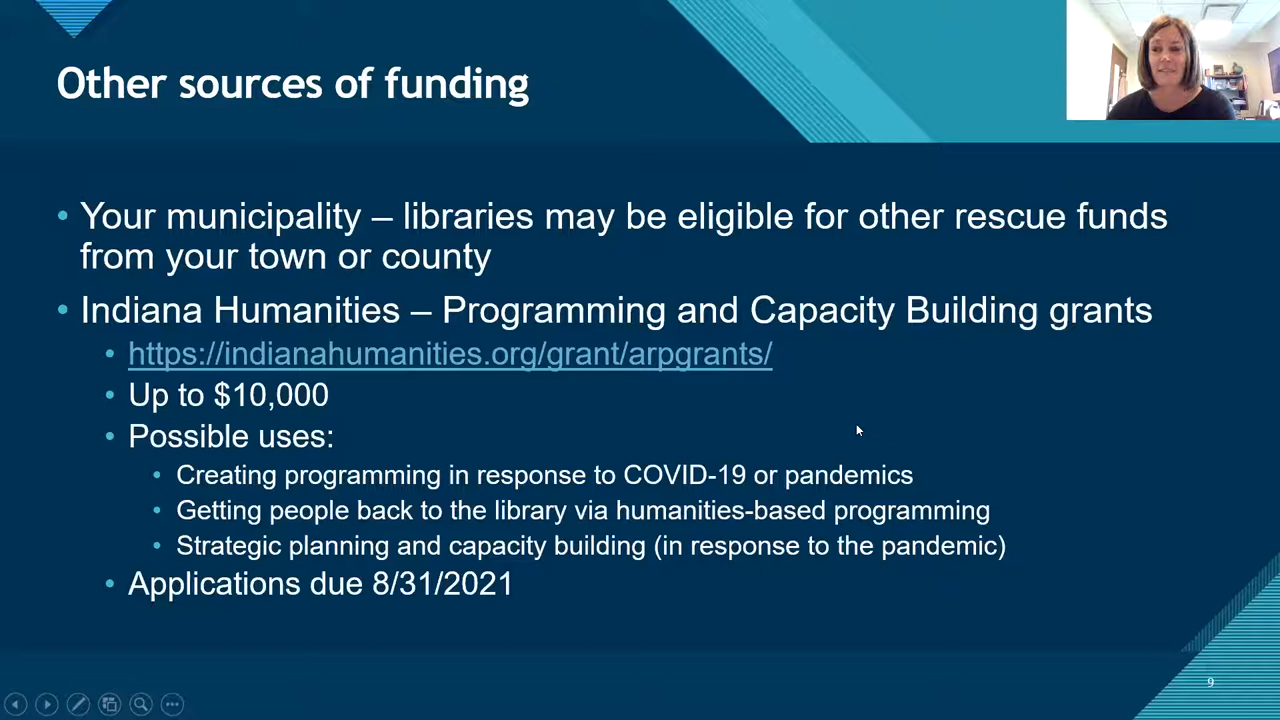 Other sources of funding
• Your municipality – libraries may be eligible for other rescue funds
from your town or county
• Indiana Humanities – Programming and Capacity Building grants
• https://indianahumanities.org/grant/arpgrants/
• Up to $10,000
• Possible uses:
• Creating programming in response to COVID-19 or pandemics
• Getting people back to the library via humanities-based programming
• Strategic planning and capacity building (in response to the pandemic)
• Applications due 8/31/2021
9